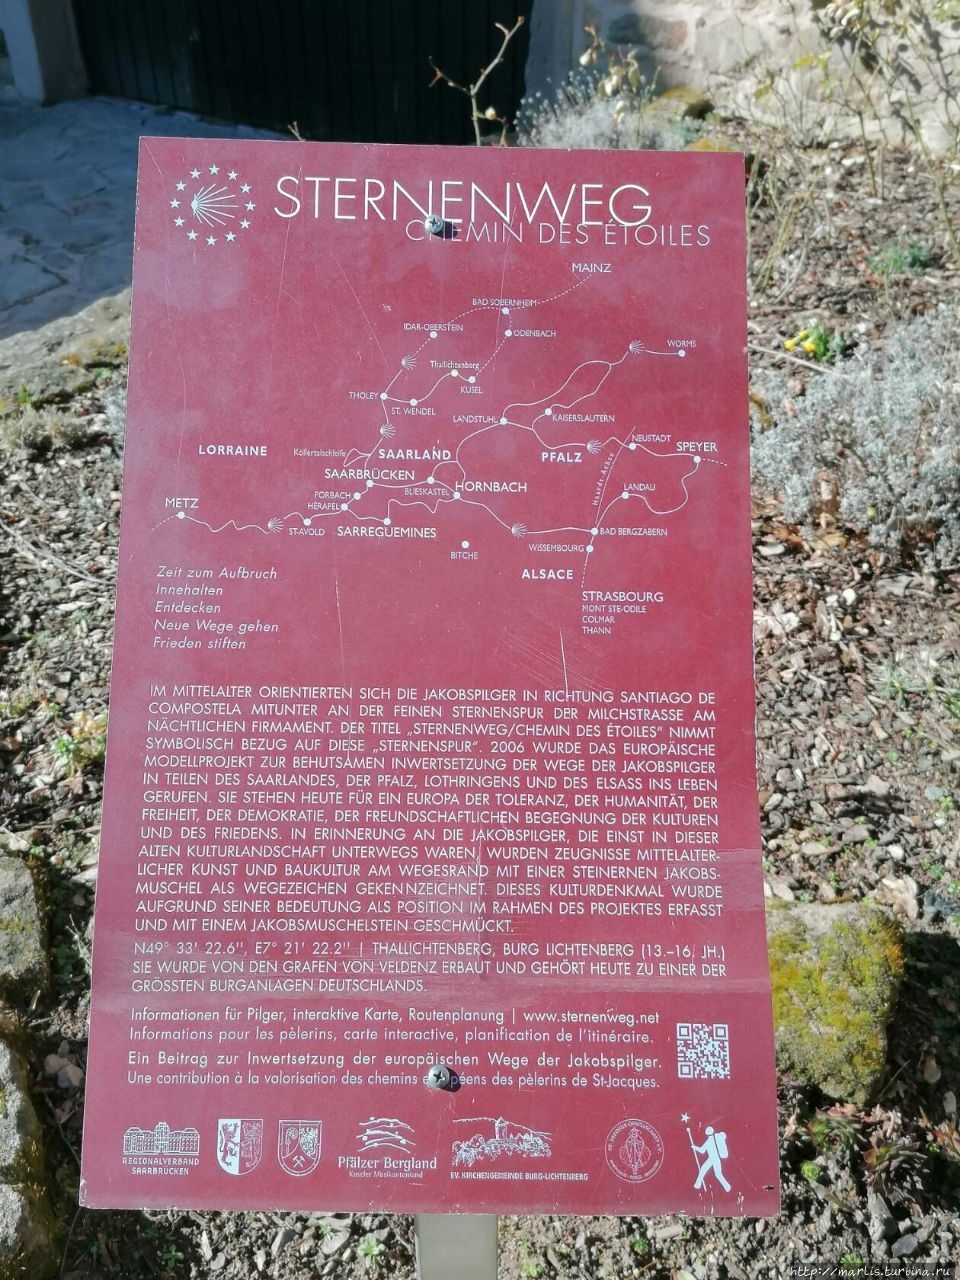 STERNENWEG
CHEMIN DES ÉTOILES
MAINZ
BAD SOBERNHEIM
IDAR-OBERSTEIN
ODENBACH
WORMS
Thallichtenberg
KUSEL
THOLEY
ST. WENDEL
LANDSTUHL
KAISERSLAUTERN
NEUSTADT
SPEYER
LORRAINE
Köllertalschleife
SAARLAND
PFALZ
Haardt-Achse
SAARBRÜCKEN
BLIESKASTEL
HORNBACH
LANDAU
FORBACH
HÉRAPEL
METZ
ST-AVOLD
SARREGUEMINES
BAD BERGZABERN
BITCHE
WISSEMBOURG
ALSACE
STRASBOURG
MONT STE-ODILE
COLMAR
THANN
Zeit zum Aufbruch
Innehalten
Entdecken
Neue Wege gehen
Frieden stiften
IM MITTELALTER ORIENTIERTEN SICH DIE JAKOBSPILGER IN RICHTUNG SANTIAGO DE
COMPOSTELA MITUNTER AN DER FEINEN STERNENSPUR DER MILCHSTRASSE AM
NÄCHTLICHEN FIRMAMENT. DER TITEL „STERNENWEG/CHEMIN DES ÉTOILES" NIMMT
SYMBOLISCH BEZUG AUF DIESE „STERNENSPUR". 2006 WURDE DAS EUROPÄISCHE
MODELLPROJEKT ZUR BEHUTSAMEN INWERTSETZUNG DER WEGE DER JAKOBSPILGER
IN TEILEN DES SAARLANDES, DER PFALZ, LOTHRINGENS UND DES ELSASS INS LEBEN
GERUFEN. SIE STEHEN HEUTE FÜR EIN EUROPA DER TOLERANZ, DER HUMANITÄT, DER
FREIHEIT, DER DEMOKRATIE, DER FREUNDSCHAFTLICHEN BEGEGNUNG DER KULTUREN
UND DES FRIEDENS. IN ERINNERUNG AN DIE JAKOBSPILGER, DIE EINST IN DIESER
ALTEN KULTURLANDSCHAFT UNTERWEGS WAREN, WURDEN ZEUGNISSE MITTELALTER-
LICHER KUNST UND BAUKULTUR AM WEGESRAND MIT EINER STEINERNEN JAKOBS-
MUSCHEL ALS WEGEZEICHEN GEKENNZEICHNET. DIESES KULTURDENKMAL WURDE
AUFGRUND SEINER BEDEUTUNG ALS POSITION IM RAHMEN DES PROJEKTES ERFASST
UND MIT EINEM JAKOBSMUSCHELSTEIN GESCHMÜCKT.
N49° 33' 22.6'', E7° 21' 22.2'' | THALLICHTENBERG, BURG LICHTENBERG (13.–16. JH.)
SIE WURDE VON DEN GRAFEN VON VELDENZ ERBAUT UND GEHÖRT HEUTE ZU EINER DER
GRÖSSTEN BURGANLAGEN DEUTSCHLANDS.
Informationen für Pilger, interaktive Karte, Routenplanung | www.sternenweg.net
Informations pour les pèlerins, carte interactive, planification de l'itinéraire.
Ein Beitrag zur Inwertsetzung der europäischen Wege der Jakobspilger.
Une contribution à la valorisation des chemins européens des pèlerins de St-Jacques.
REGIONALVERBAND
SAARBRÜCKEN
Pfälzer Bergland
Kuseler Musikantenland
EV. KIRCHENGEMEINDE BURG-LICHTENBERG
http://marlis.turbina.ru